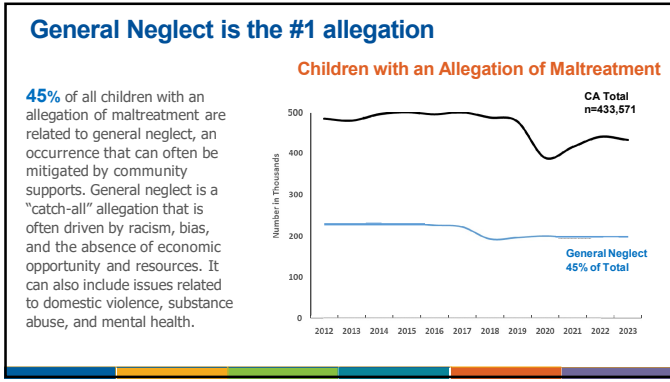 General Neglect is the #1 allegation
45% of all children with an
allegation of maltreatment are
related to general neglect, an
occurrence that can often be
mitigated by community
supports. General neglect is a
“catch-all” allegation that is
often driven by racism, bias,
and the absence of economic
opportunity and resources. It
can also include issues related
to domestic violence, substance
abuse, and mental health.
Children with an Allegation of Maltreatment
CA Total
n=433,571
Number in Thousands
500
400
300
200
100
0
General Neglect
45% of Total
2012 2013 2014 2015 2016 2017 2018 2019 2020 2021 2022 2023